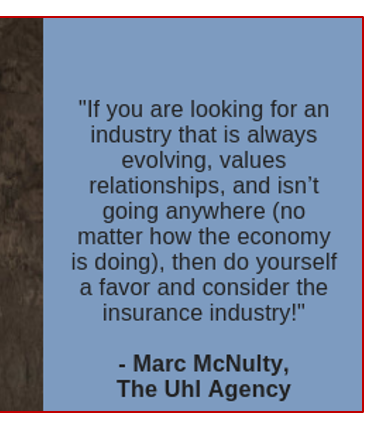 "If you are looking for an
industry that is always
evolving, values
relationships, and isn't
going anywhere (no
matter how the economy
is doing), then do yourself
a favor and consider the
insurance industry!"
- Marc McNulty,
The Uhl Agency